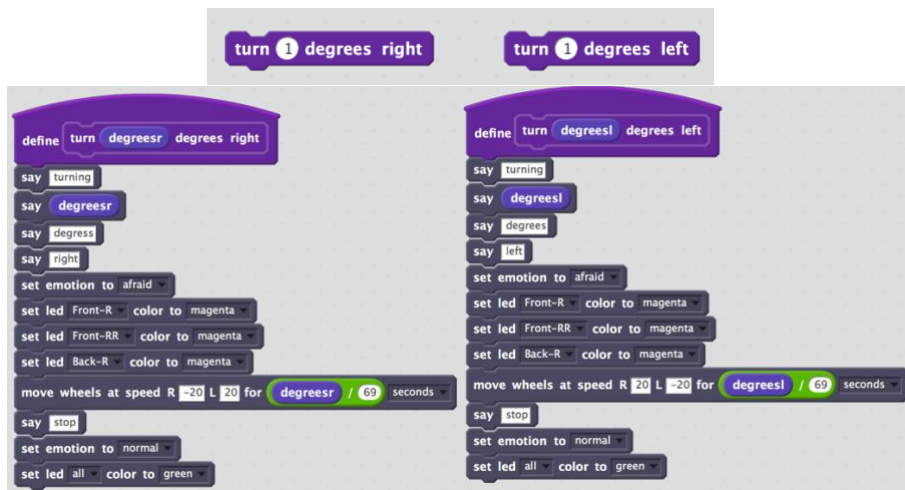 turn 1 degrees right
turn 1 degrees left
define turn degreesr degrees right
say turning
say degreesr
say degress
say right
set emotion to afraid
set led Front-R color to magenta
set led Front-RR color to magenta
set led Back-R color to magenta
move wheels at speed R -20 L 20 for degreesr / 69 seconds
say stop
set emotion to normal
set led all color to green
define turn degreesl degrees left
say turning
say degreesl
say degrees
say left
set emotion to afraid
set led Front-R color to magenta
set led Front-RR color to magenta
set led Back-R color to magenta
move wheels at speed R 20 L -20 for degreesl / 69 seconds
say stop
set emotion to normal
set led all color to green